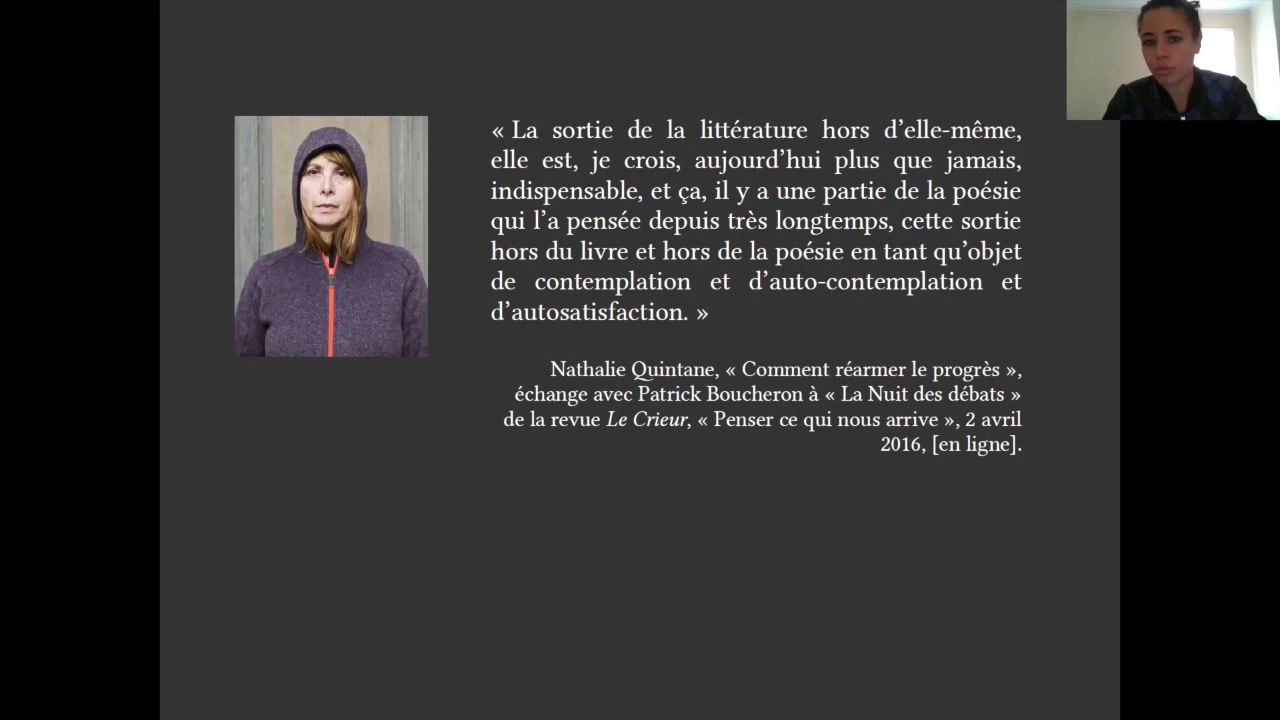 « La sortie de la littérature hors d’elle-même,
elle est, je crois, aujourd’hui plus que jamais,
indispensable, et ça, il y a une partie de la poésie
qui l’a pensée depuis très longtemps, cette sortie
hors du livre et hors de la poésie en tant qu’objet
de contemplation et d’auto-contemplation et
d’autosatisfaction. »
Nathalie Quintane, « Comment réarmer le progrès »,
échange avec Patrick Boucheron à « La Nuit des débats »
de la revue Le Crieur, « Penser ce qui nous arrive », 2 avril
2016, [en ligne].